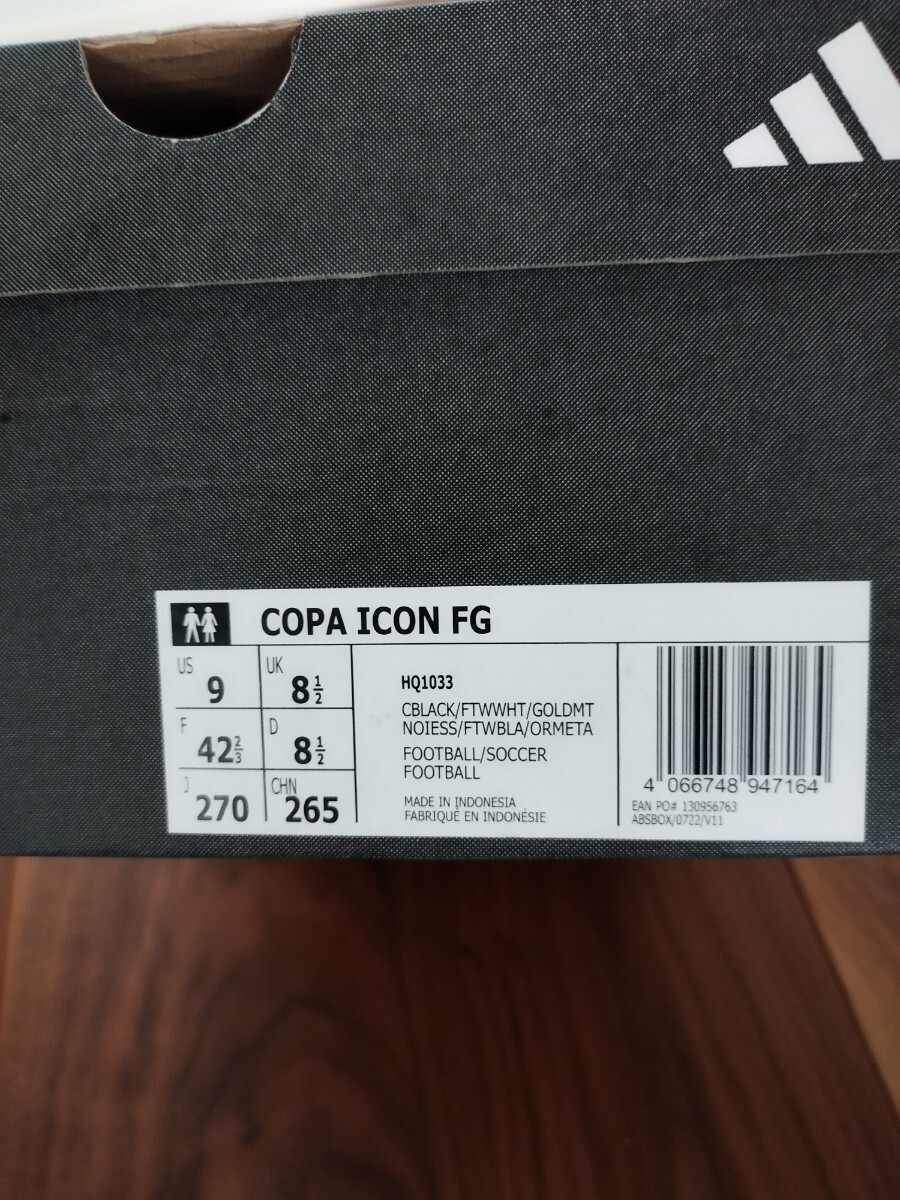 COPA ICON FG
US 9 UK 8 1/2
F 42 2/3 D 8 1/2
J 270 CHN 265
HQ1033
CBLACK/FTWWHT/GOLDMT
NOIESS/FTWBLA/ORMETA
FOOTBALL/SOCCER
FOOTBALL
MADE IN INDONESIA
FABRIQUÉ EN INDONÉSIE
4 066748 947164
EAN PO# 130956763
ABSBOX/0722/V11